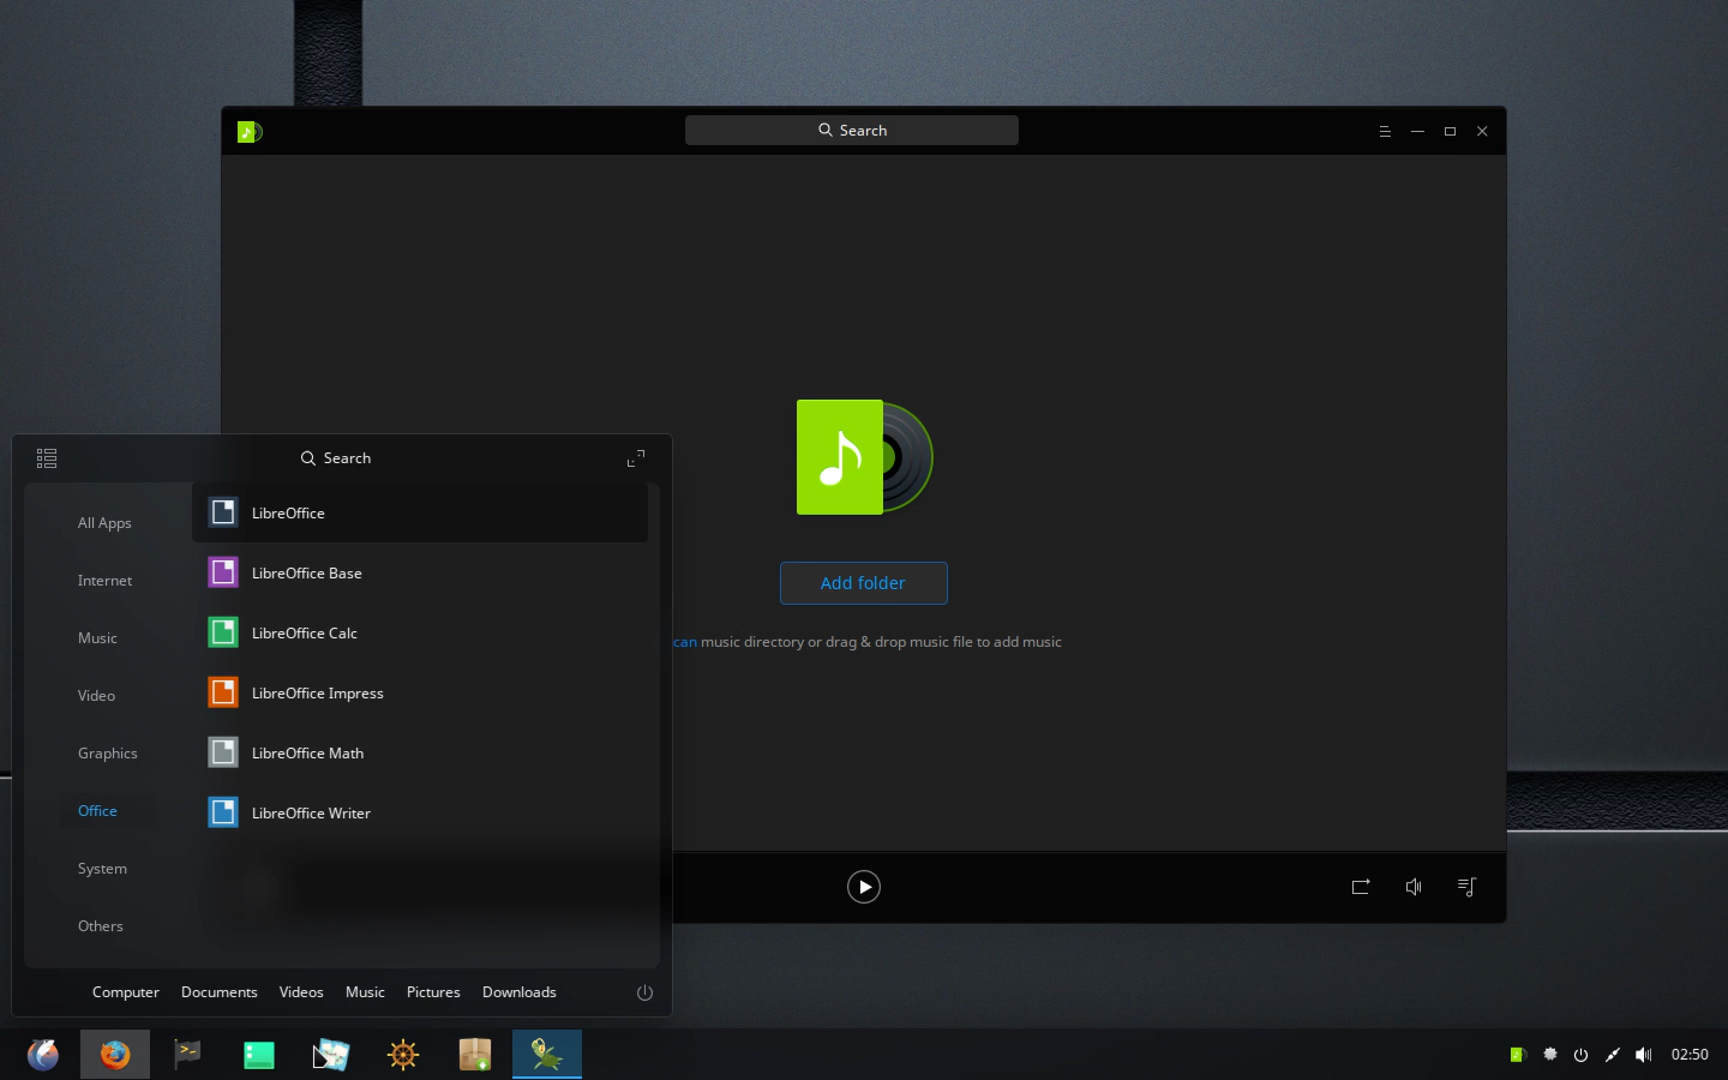 Search
Add folder
can music directory or drag & drop music file to add music
Search
All Apps
Internet
Music
Video
Graphics
Office
System
Others
LibreOffice
LibreOffice Base
LibreOffice Calc
LibreOffice Impress
LibreOffice Math
LibreOffice Writer
Computer Documents Videos Music Pictures Downloads
02:50